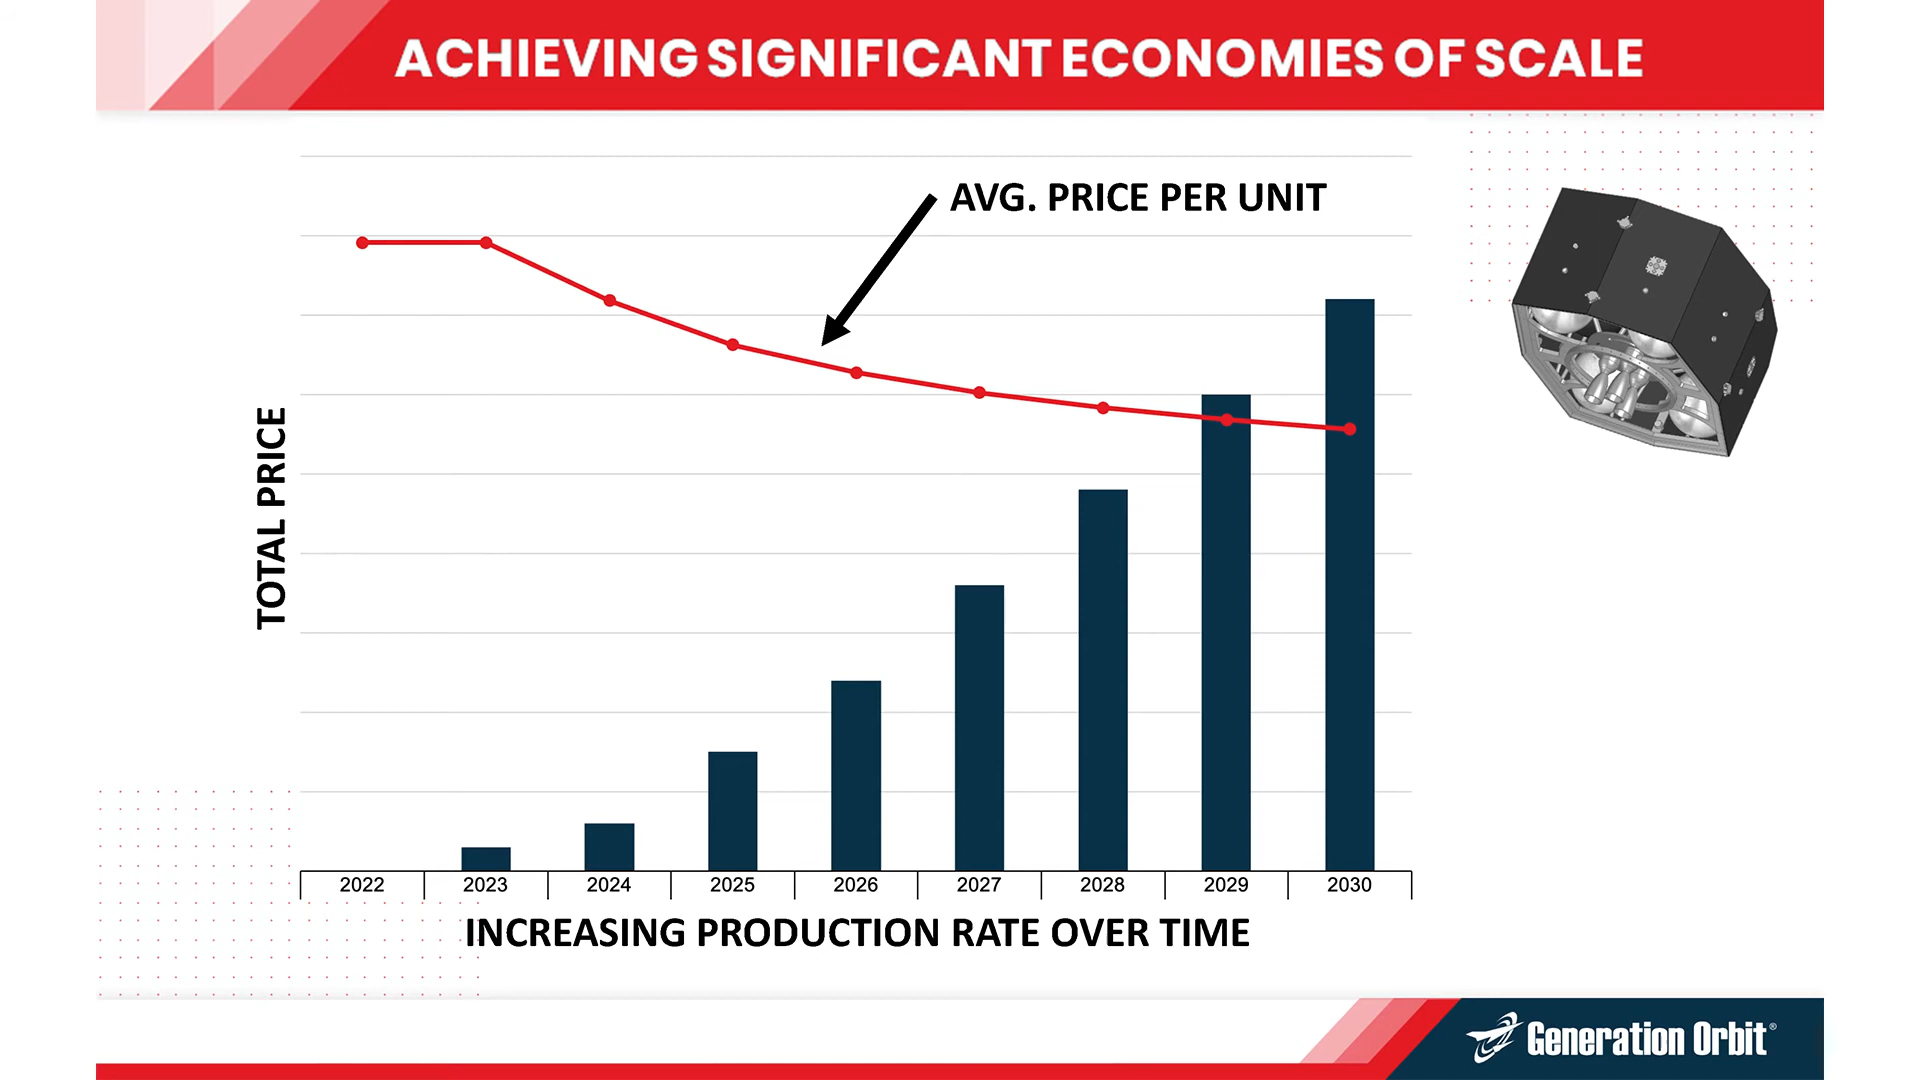 ACHIEVING SIGNIFICANT ECONOMIES OF SCALE
AVG. PRICE PER UNIT
TOTAL PRICE
2022 2023 2024 2025 2026 2027 2028 2029 2030
INCREASING PRODUCTION RATE OVER TIME
Generation Orbit®